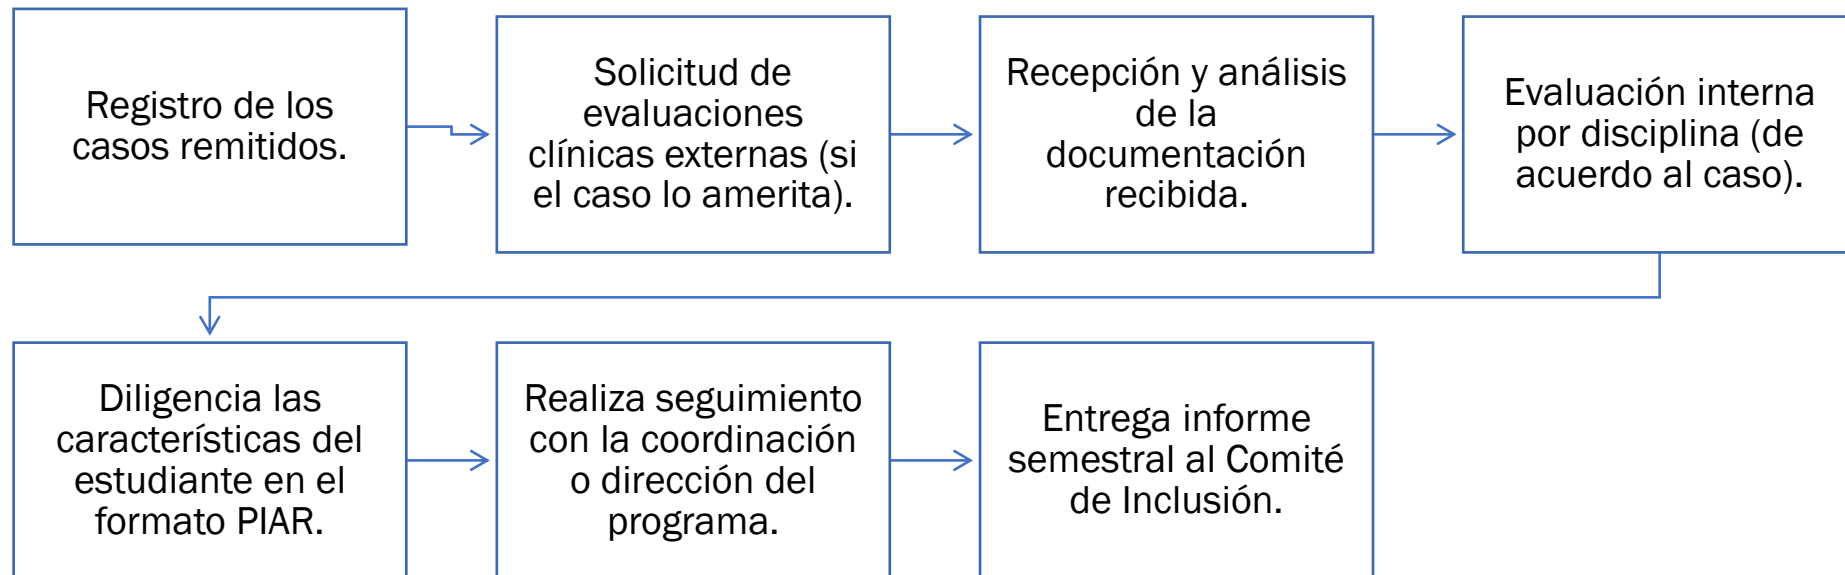 Registro de los
casos remitidos.
Solicitud de
evaluaciones
clínicas externas (si
el caso lo amerita).
Recepción y análisis
de la
documentación
recibida.
Evaluación interna
por disciplina (de
acuerdo al caso).
Diligencia las
características del
estudiante en el
formato PIAR.
Realiza seguimiento
con la coordinación
o dirección del
programa.
Entrega informe
semestral al Comité
de Inclusión.